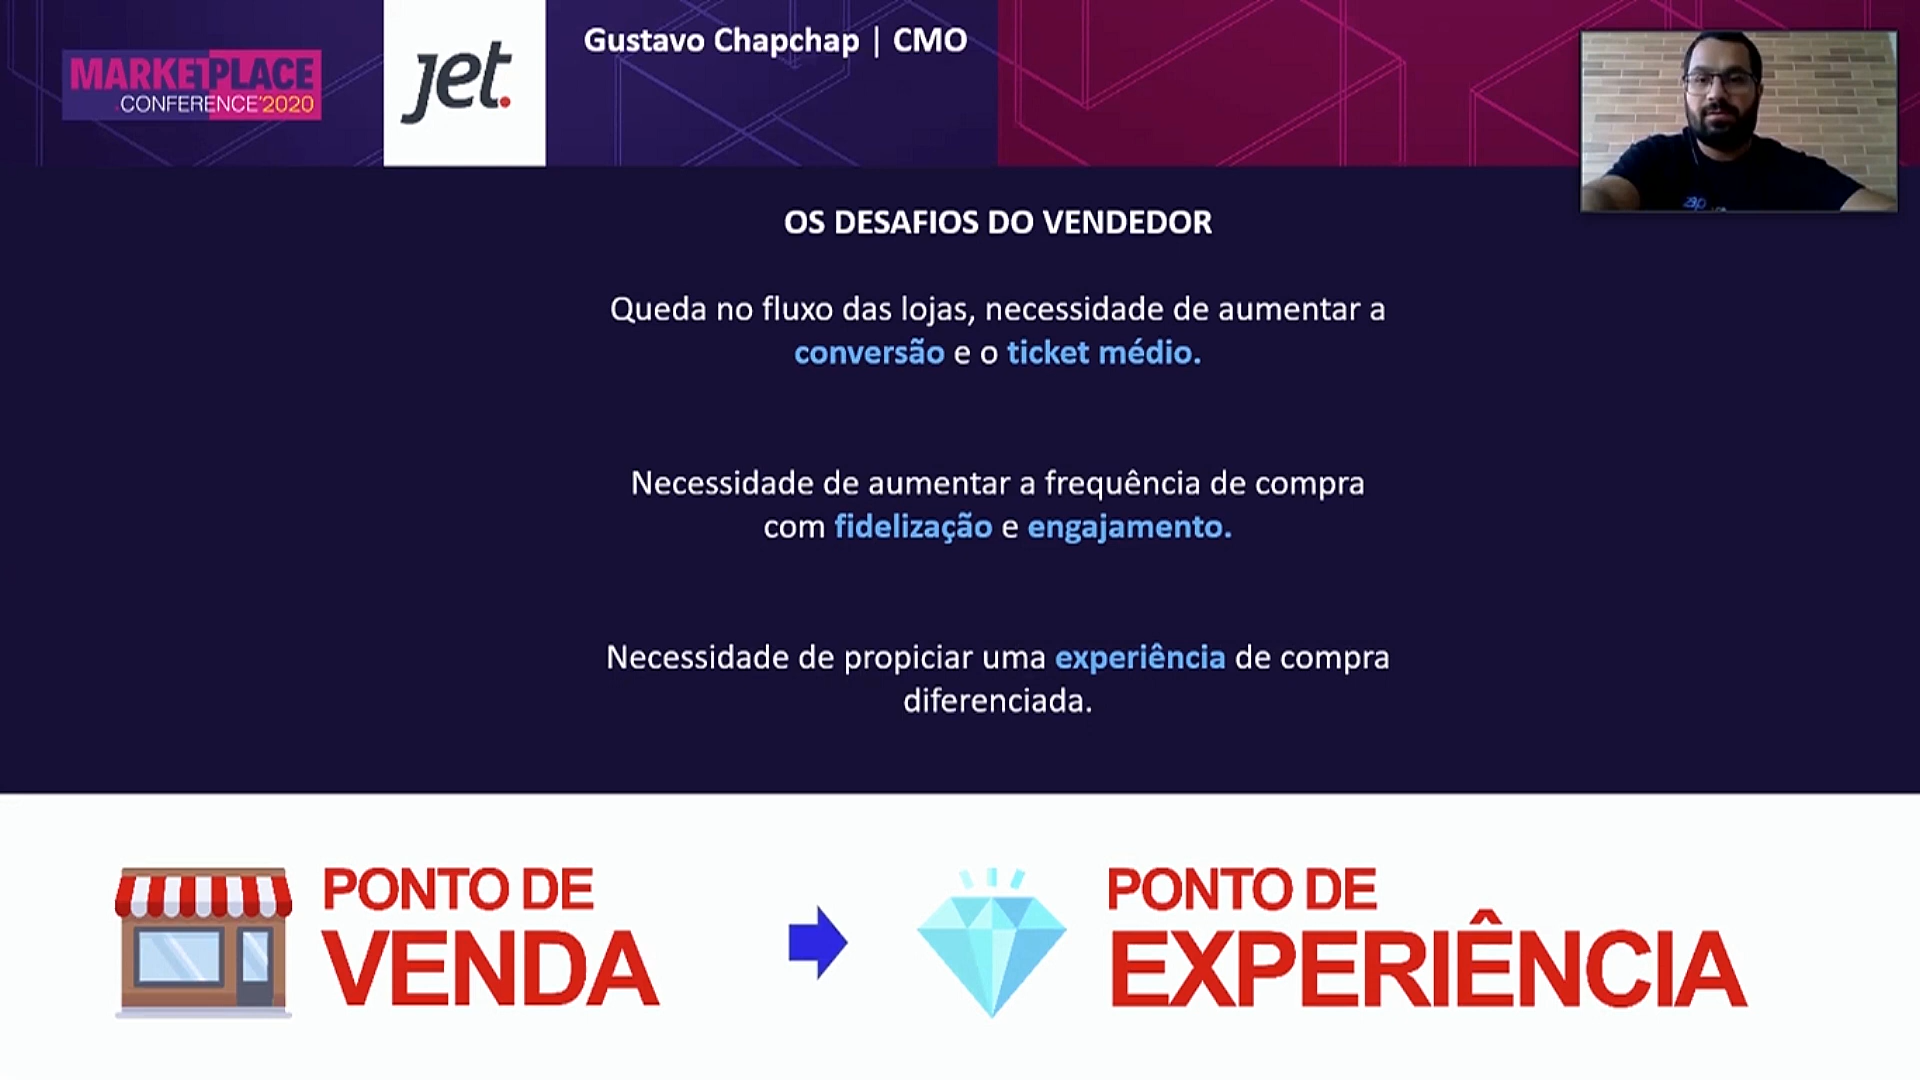 MARKETPLACE
.CONFERENCE'2020
jet.
Gustavo Chapchap | CMO
zap
OS DESAFIOS DO VENDEDOR
Queda no fluxo das lojas, necessidade de aumentar a
conversão e o ticket médio.
Necessidade de aumentar a frequência de compra
com fidelização e engajamento.
Necessidade de propiciar uma experiência de compra
diferenciada.
PONTO DE
VENDA
PONTO DE
EXPERIÊNCIA